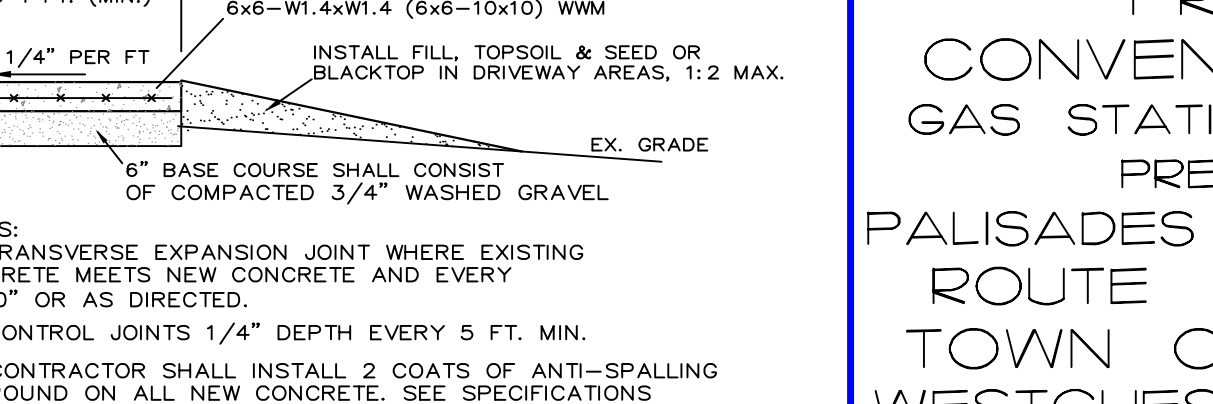 6x6-W1.4xW1.4 (6x6-10x10) WWM
1/4" PER FT
INSTALL FILL, TOPSOIL & SEED OR
BLACKTOP IN DRIVEWAY AREAS, 1:2 MAX.
EX. GRADE
6" BASE COURSE SHALL CONSIST
OF COMPACTED 3/4" WASHED GRAVEL
S:
RANSVERSE EXPANSION JOINT WHERE EXISTING
RETE MEETS NEW CONCRETE AND EVERY
0" OR AS DIRECTED.
ONTROL JOINTS 1/4" DEPTH EVERY 5 FT. MIN.
CONTRACTOR SHALL INSTALL 2 COATS OF ANTI-SPALLING
OUND ON ALL NEW CONCRETE. SEE SPECIFICATIONS
CONVEN
GAS STATI
PRE
PALISADES
ROUTE
TOWN O
WESTCHES